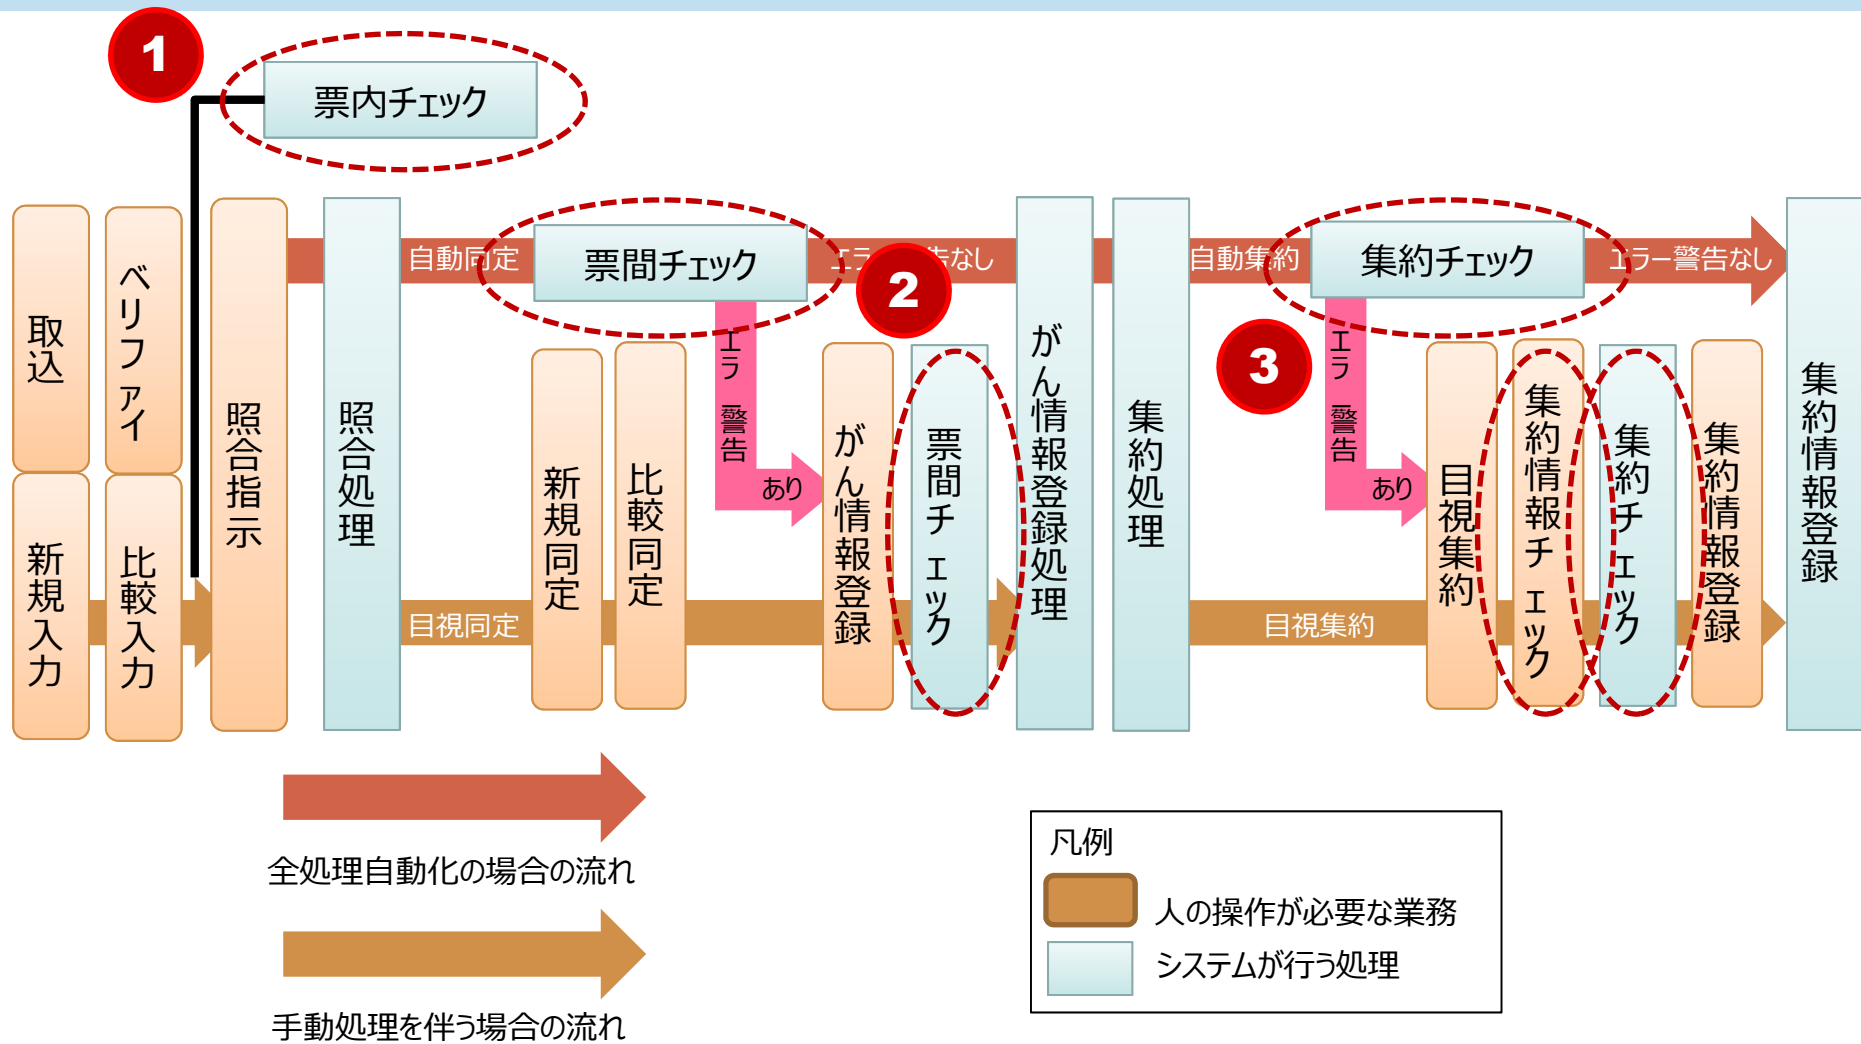 1
票内チェック
取込
ベリファイ
新規入力
比較入力
照合指示
照合処理
自動同定
票間チェック
エラー警告なし
2
エラー警告
あり
新規同定
比較同定
目視同定
がん情報登録
票間チェック
がん情報登録処理
集約処理
自動集約
集約チェック
エラー警告なし
3
エラー警告
あり
目視集約
目視集約
集約情報チェック
集約チェック
集約情報登録
集約情報登録
全処理自動化の場合の流れ
手動処理を伴う場合の流れ
凡例
人の操作が必要な業務
システムが行う処理